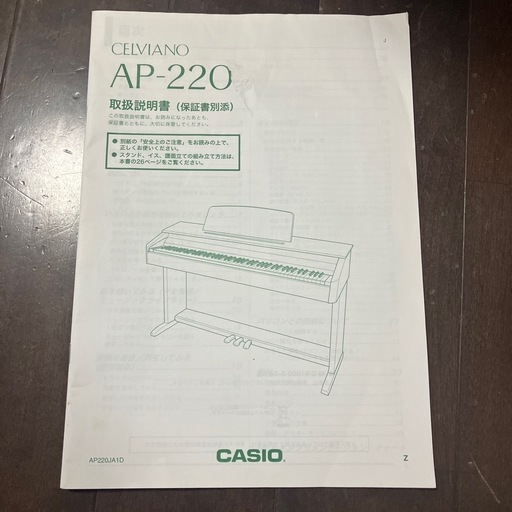 J
CELVIANO
AP-220
取扱説明書（保証書別添）
この取扱説明書は、お読みになったあとも、
保証書とともに、大切に保管してください。
● 別紙の「安全上のご注意」をお読みの上で、
正しくお使いください。
● スタンド、イス、譜面立ての組み立て方法は、
本書の26ページをご覧ください。
AP220JA1D
CASIO
Z